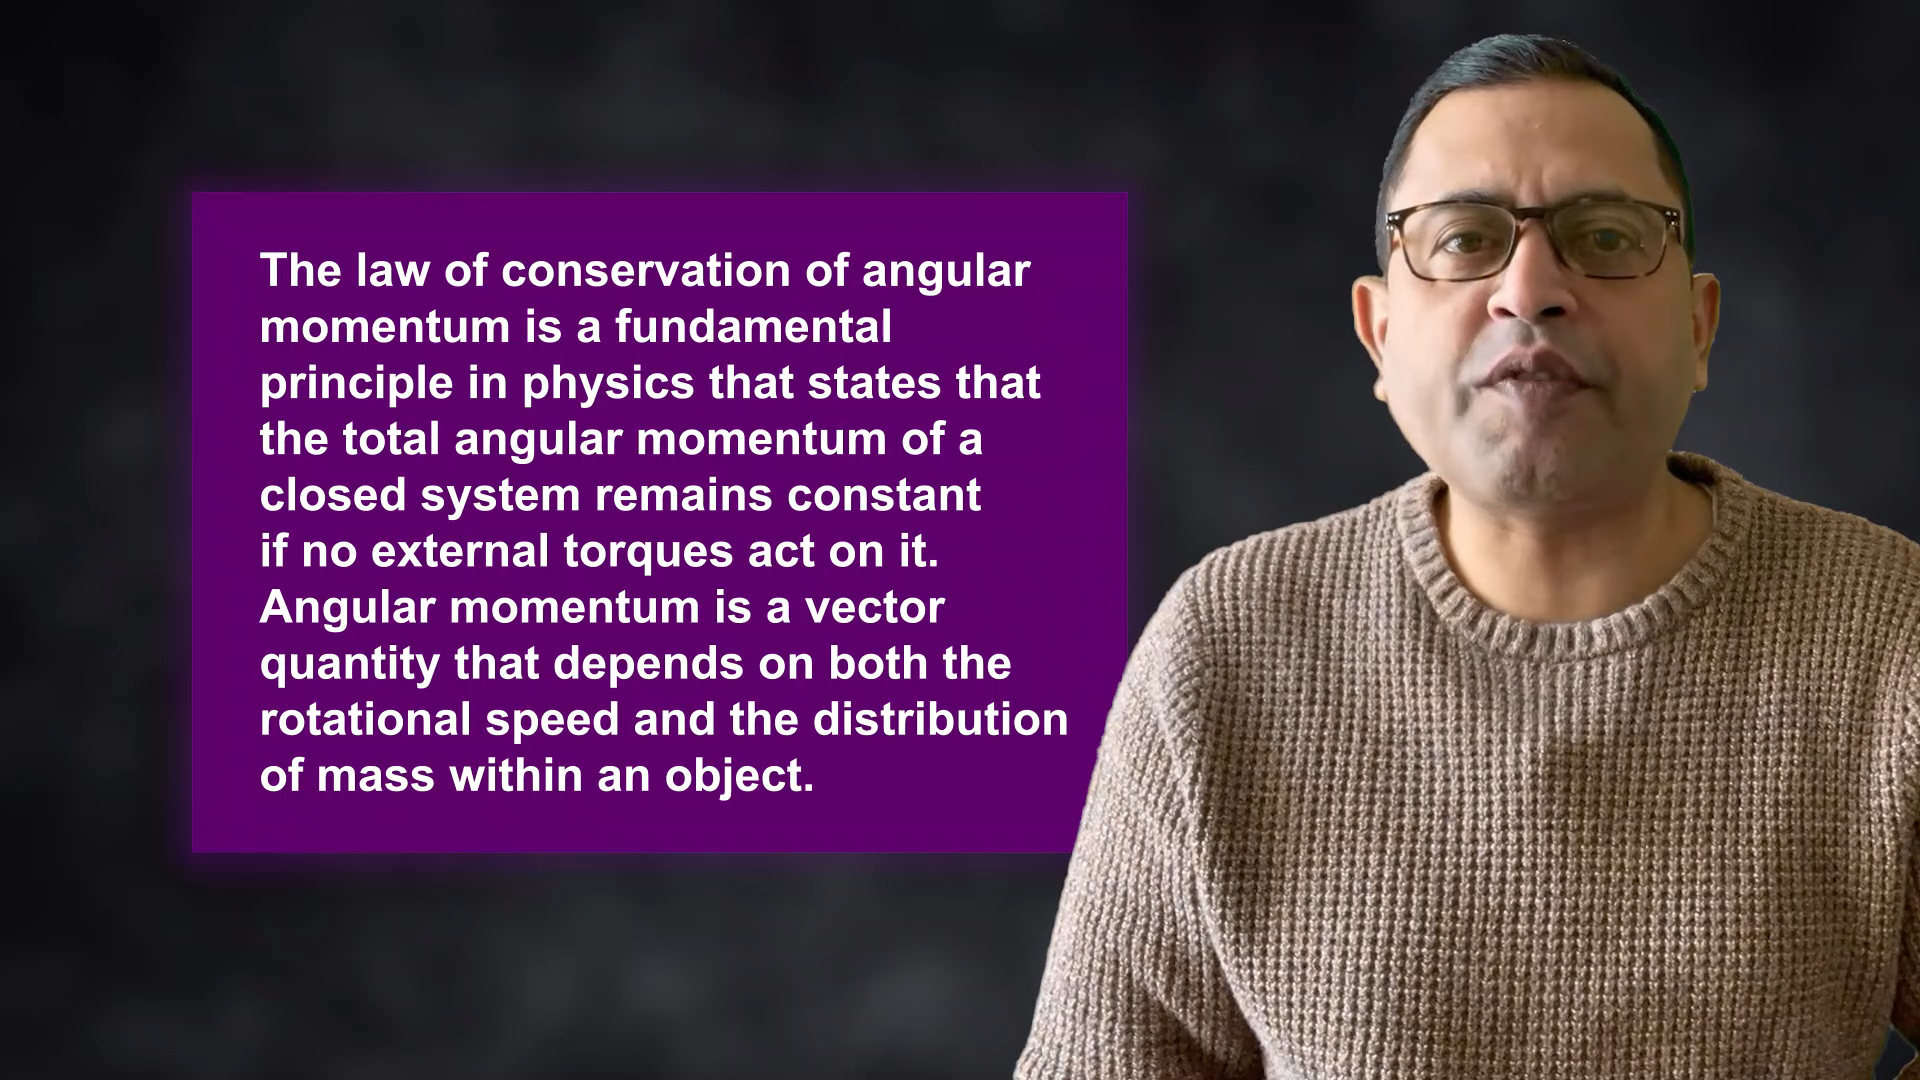 The law of conservation of angular
momentum is a fundamental
principle in physics that states that
the total angular momentum of a
closed system remains constant
if no external torques act on it.
Angular momentum is a vector
quantity that depends on both the
rotational speed and the distribution
of mass within an object.